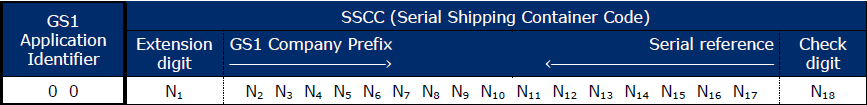 GS1 Application Identifier
SSCC (Serial Shipping Container Code)
Extension digit
GS1 Company Prefix
Serial reference
Check digit
0 0
N1
N2 N3 N4 N5 N6 N7 N8 N9 N10 N11 N12 N13 N14 N15 N16 N17
N18